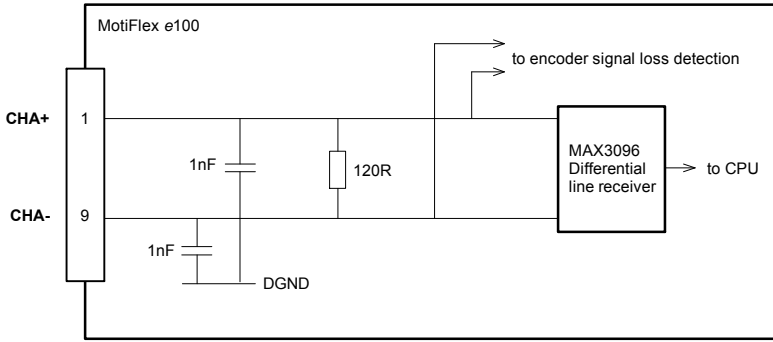 MotiFlex e100
to encoder signal loss detection
CHA+
1
1nF
120R
MAX3096
Differential
line receiver
to CPU
CHA-
9
1nF
DGND